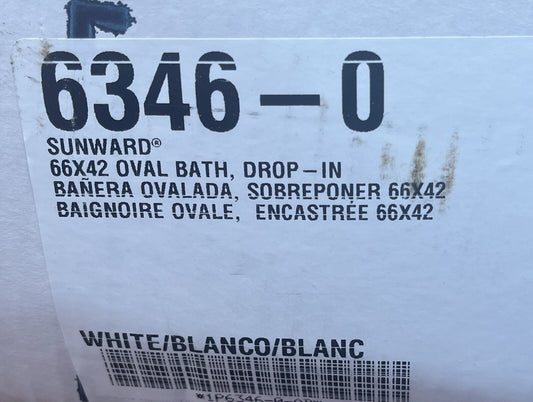 6346-0
SUNWARD®
66X42 OVAL BATH, DROP-IN
BAÑERA OVALADA, SOBREPONER 66X42
BAIGNOIRE OVALE, ENCASTRÉE 66X42
WHITE/BLANCO/BLANC